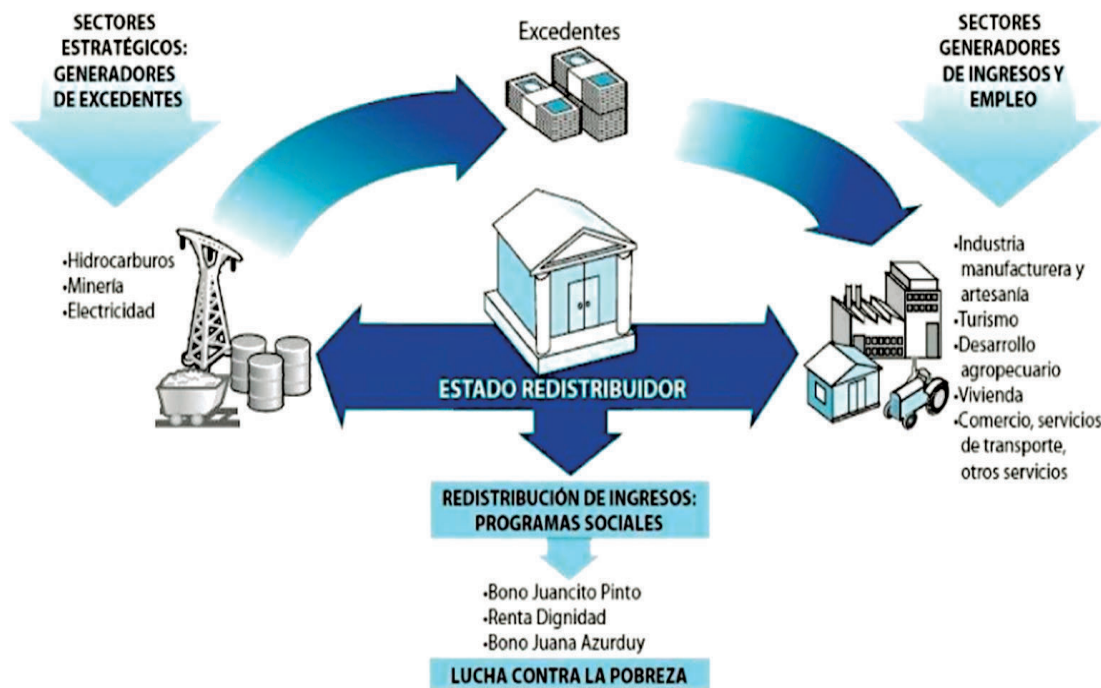 SECTORES
ESTRATÉGICOS:
GENERADORES
DE EXCEDENTES
Excedentes
SECTORES
GENERADORES
DE INGRESOS Y
EMPLEO
•Hidrocarburos
•Minería
•Electricidad
•Industria
manufacturera y
artesanía
•Turismo
•Desarrollo
agropecuario
•Vivienda
•Comercio, servicios
de transporte,
otros servicios
ESTADO REDISTRIBUIDOR
REDISTRIBUCIÓN DE INGRESOS:
PROGRAMAS SOCIALES
•Bono Juancito Pinto
•Renta Dignidad
•Bono Juana Azurduy
LUCHA CONTRA LA POBREZA